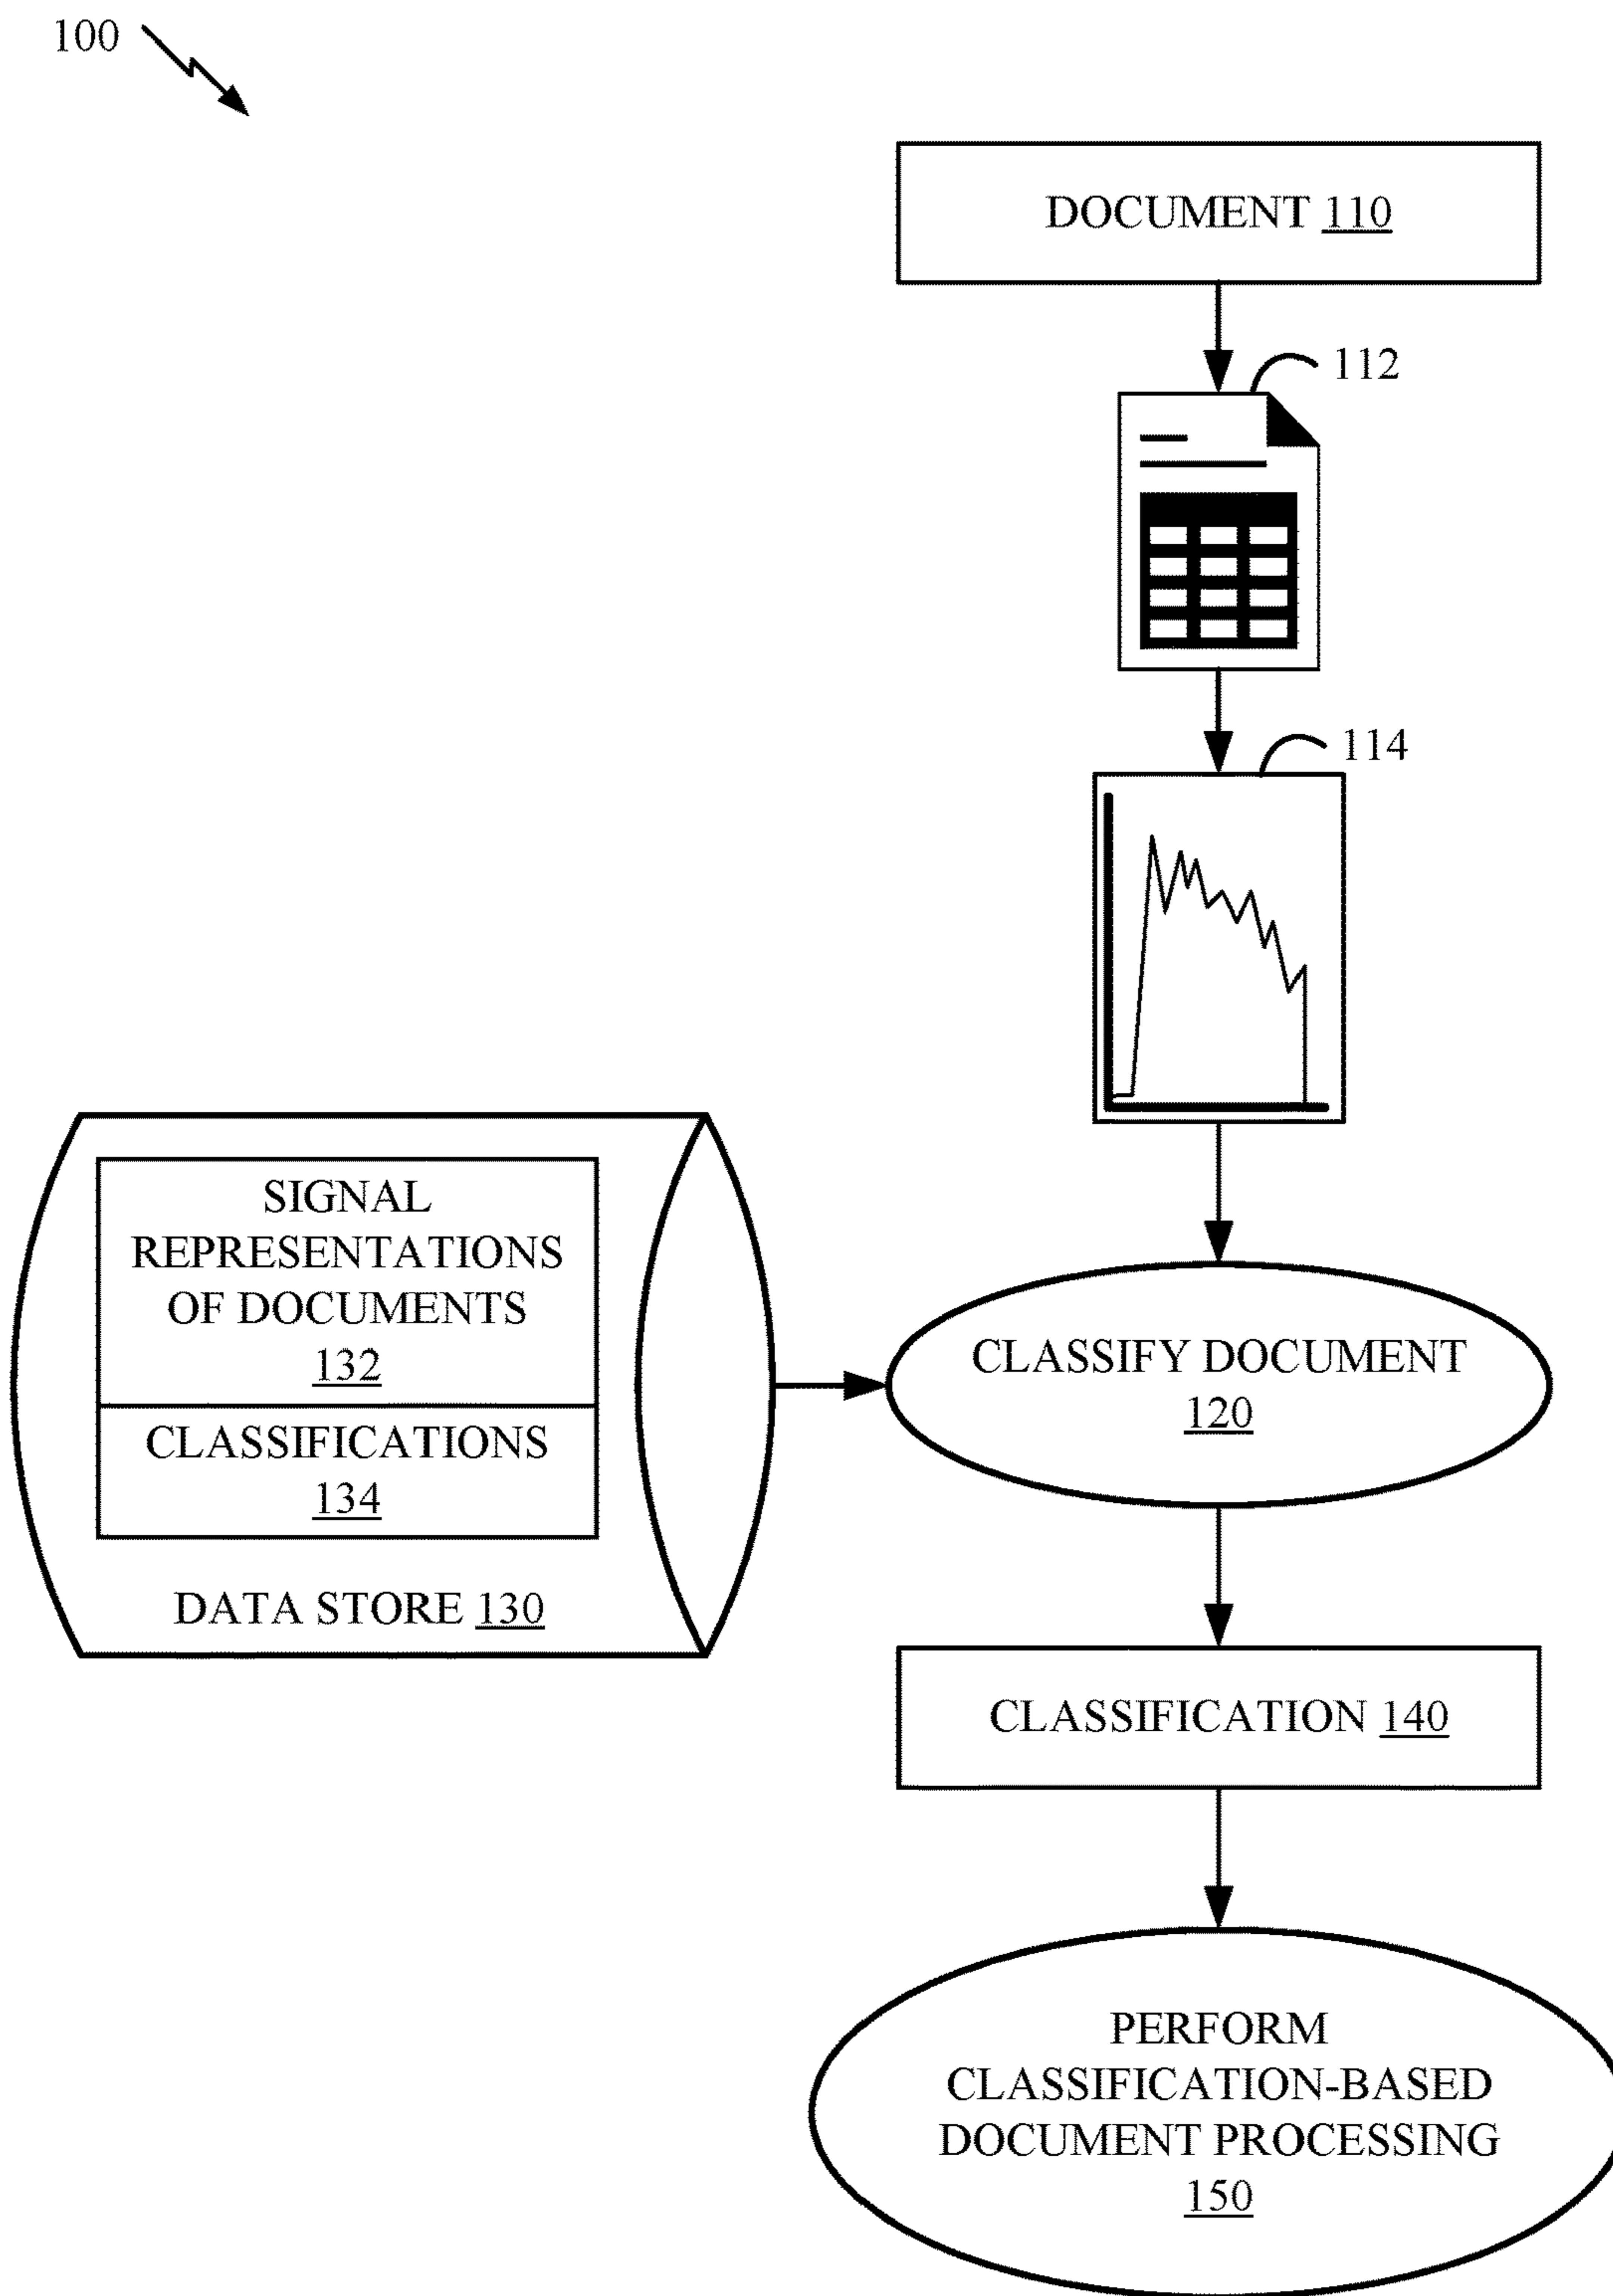 100
DOCUMENT 110
112
114
SIGNAL
REPRESENTATIONS
OF DOCUMENTS
132
CLASSIFICATIONS
134
DATA STORE 130
CLASSIFY DOCUMENT
120
CLASSIFICATION 140
PERFORM
CLASSIFICATION-BASED
DOCUMENT PROCESSING
150